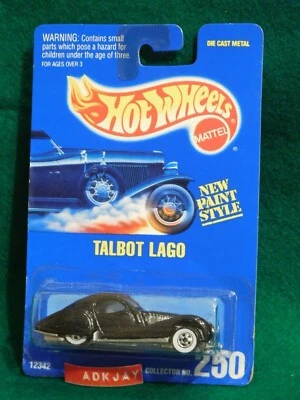 WARNING: Contains small
parts which pose a hazard for
children under the age of three.
FOR AGES OVER 3
DIE CAST METAL
Hot Wheels
MATTEL
NEW
PAINT
STYLE
TALBOT LAGO
12342
COLLECTOR NO. 250
ADKJAY